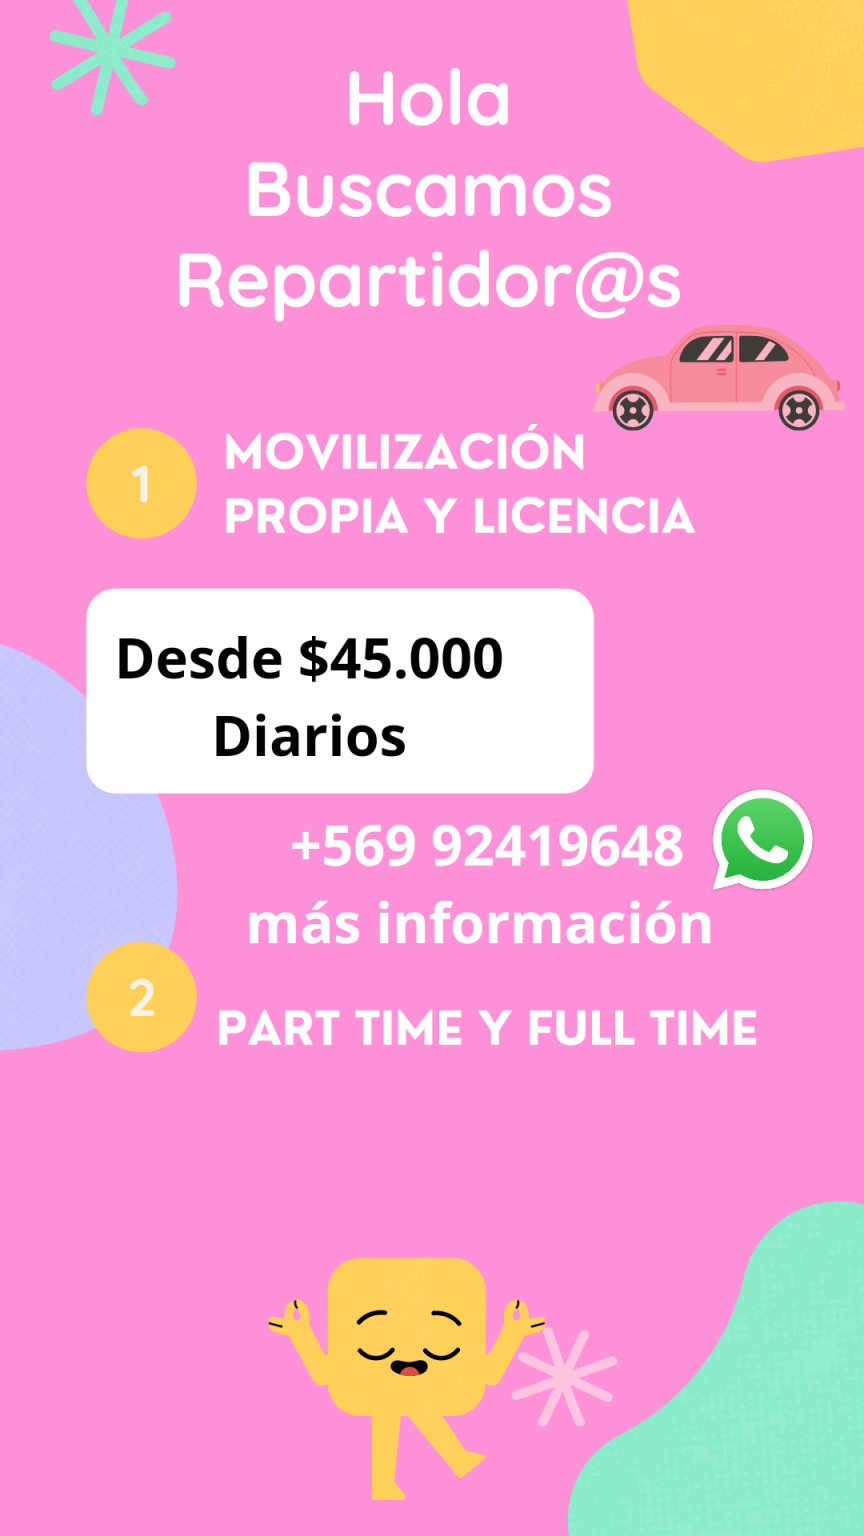 Hola
Buscamos
Repartidor@s
1
MOVILIZACIÓN
PROPIA Y LICENCIA
Desde $45.000
Diarios
+569 92419648
más información
2
PART TIME Y FULL TIME